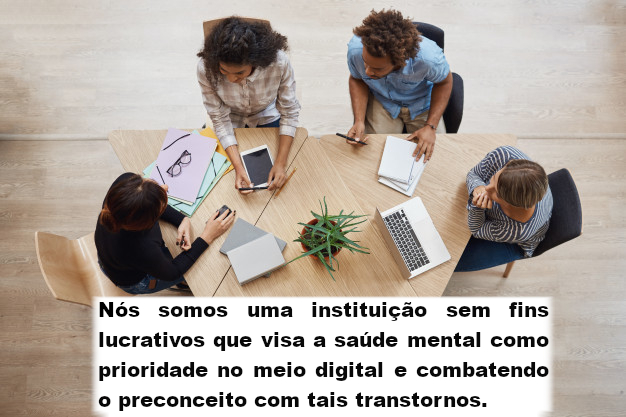 Nós somos uma instituição sem fins
lucrativos que visa a saúde mental como
prioridade no meio digital e combatendo
o preconceito com tais transtornos.